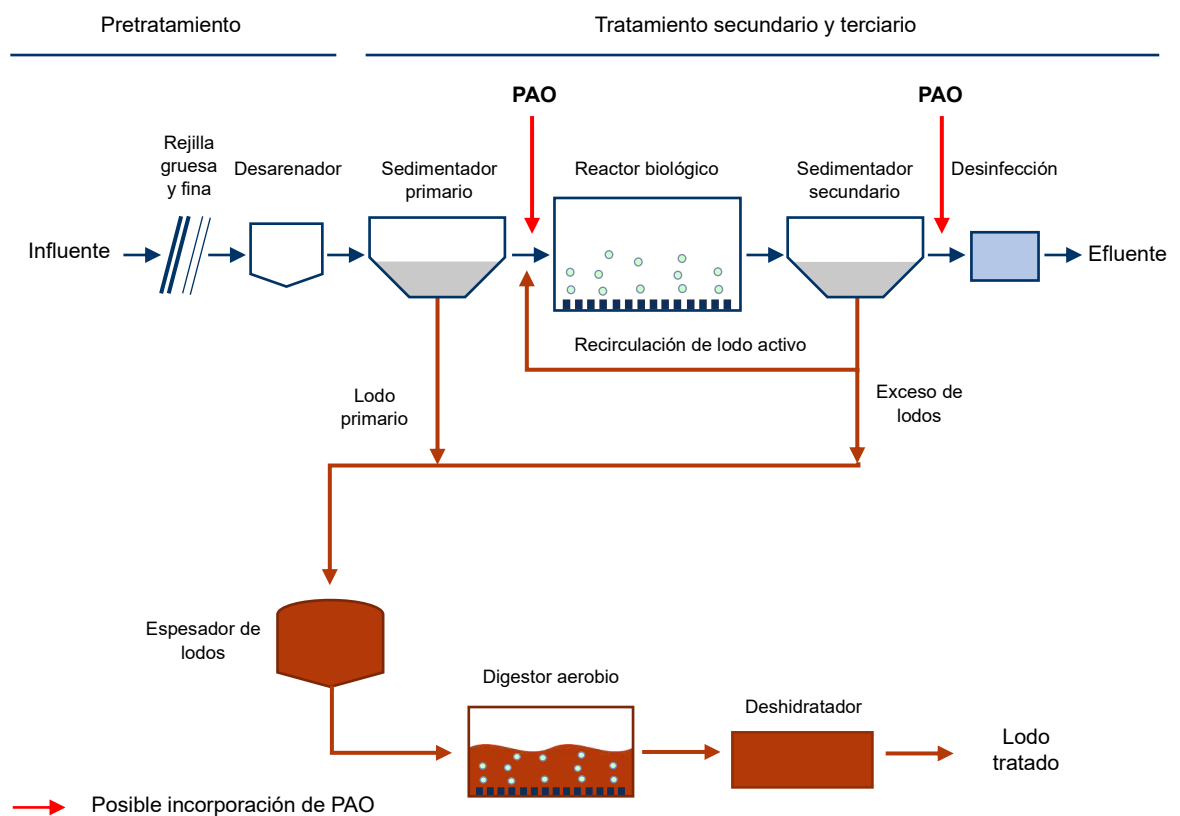 Pretratamiento
Tratamiento secundario y terciario
PAO
PAO
Rejilla
gruesa
y fina
Desarenador
Sedimentador
primario
Reactor biológico
Sedimentador
secundario
Desinfección
Influente
Efluente
Recirculación de lodo activo
Lodo
primario
Exceso de
lodos
Espesador de
lodos
Digestor aerobio
Deshidratador
Lodo
tratado
Posible incorporación de PAO